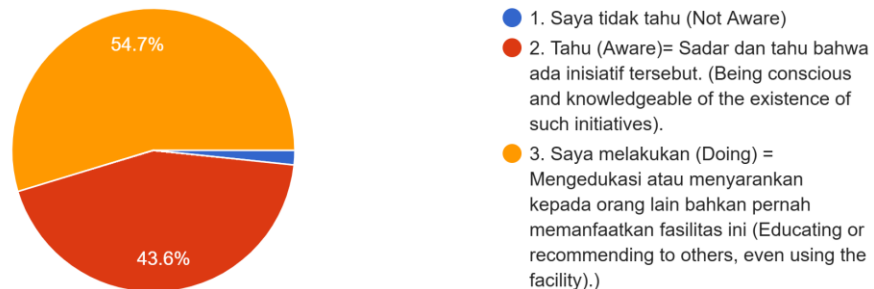 54.7%
43.6%
1. Saya tidak tahu (Not Aware)
2. Tahu (Aware)= Sadar dan tahu bahwa
ada inisiatif tersebut. (Being conscious
and knowledgeable of the existence of
such initiatives).
3. Saya melakukan (Doing) =
Mengedukasi atau menyarankan
kepada orang lain bahkan pernah
memanfaatkan fasilitas ini (Educating or
recommending to others, even using the
facility).)